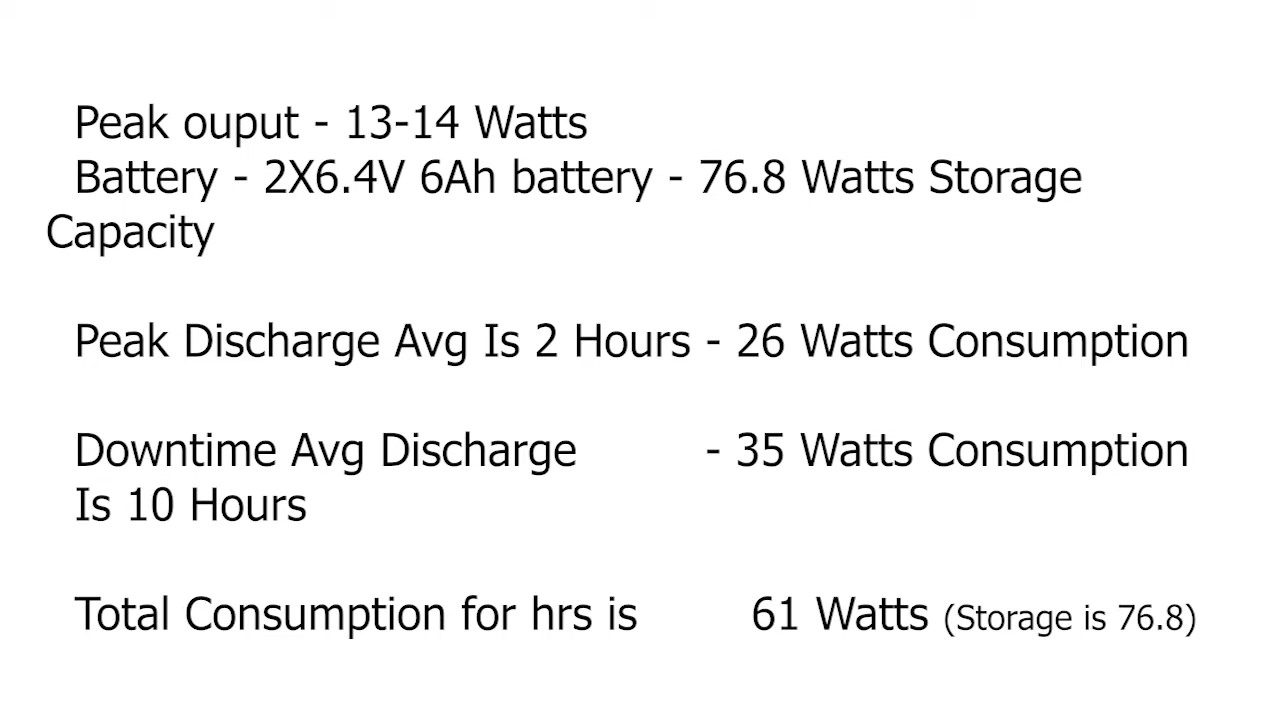 Peak ouput - 13-14 Watts
Battery - 2X6.4V 6Ah battery - 76.8 Watts Storage
Capacity
Peak Discharge Avg Is 2 Hours - 26 Watts Consumption
Downtime Avg Discharge - 35 Watts Consumption
Is 10 Hours
Total Consumption for hrs is 61 Watts (Storage is 76.8)